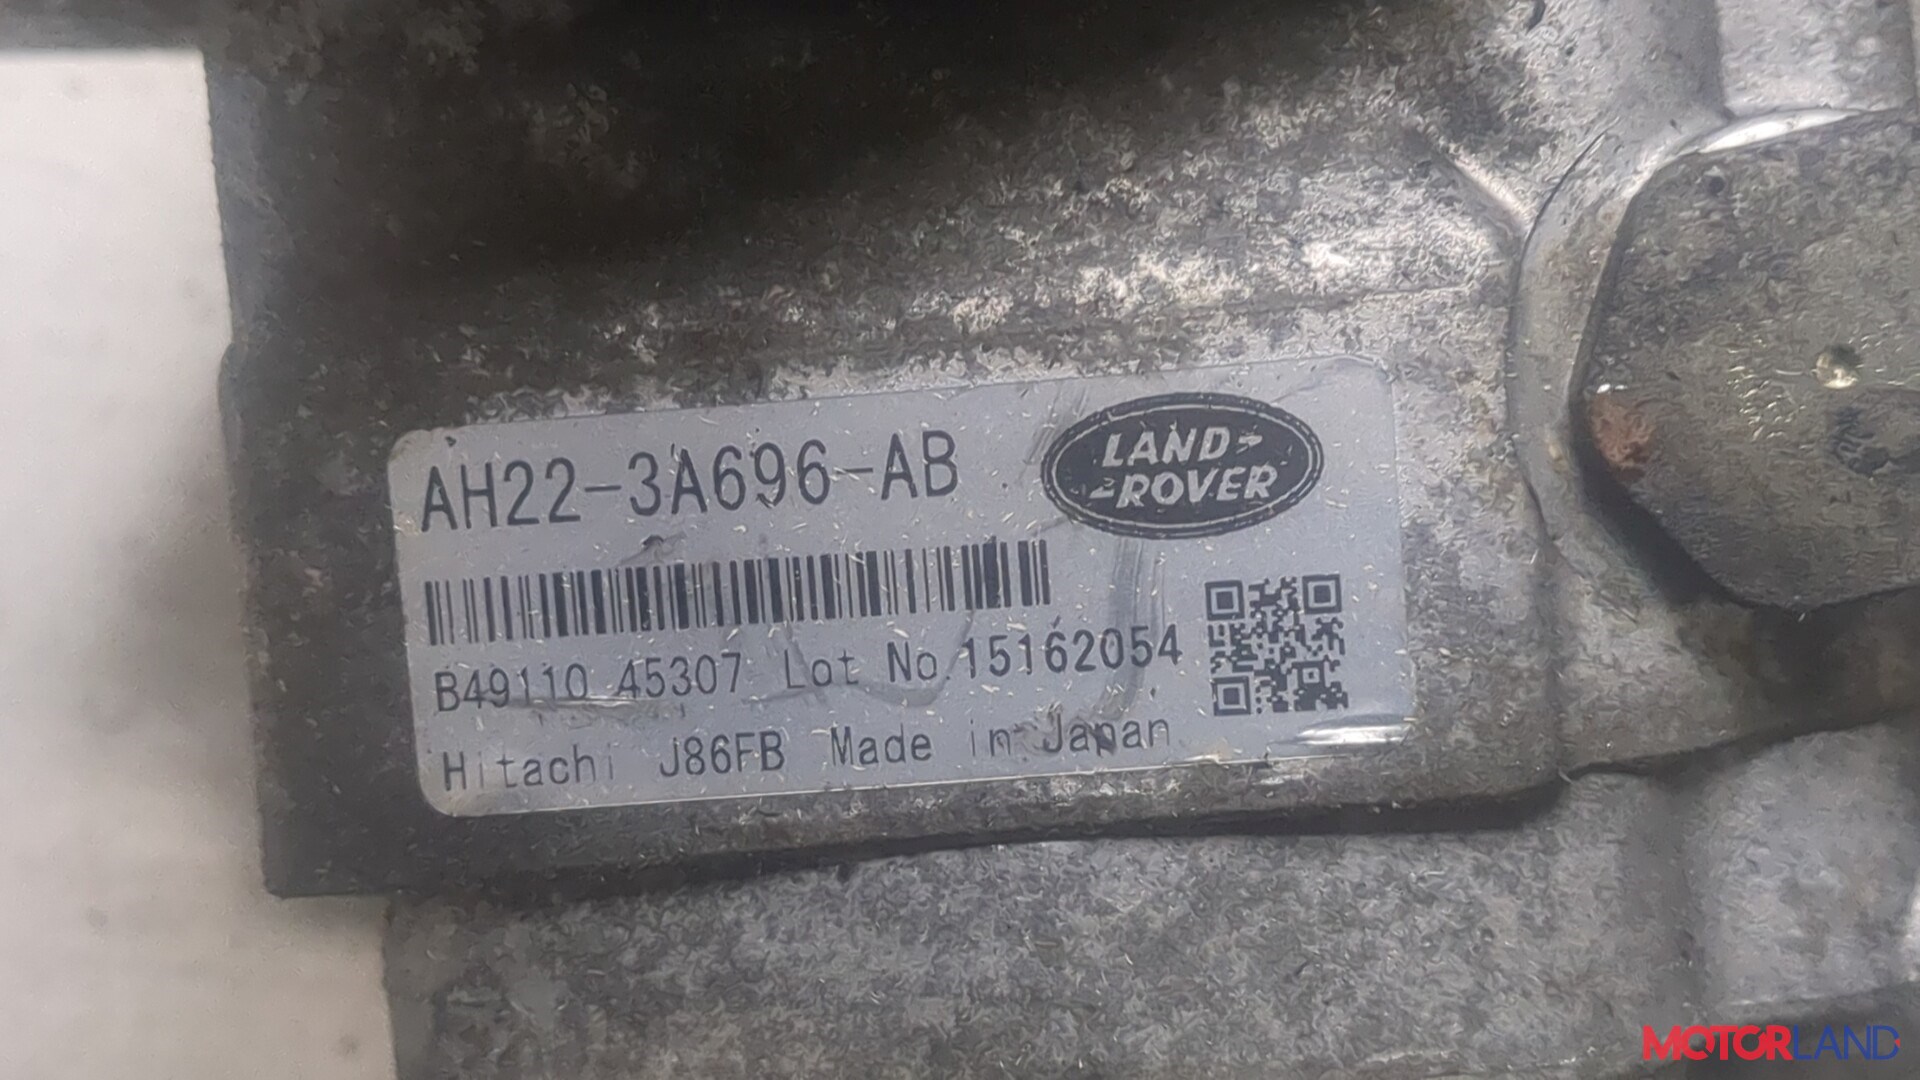 AH22-3A696-AB
LAND-
-ROVER
B49110 45307 Lot No.15162054
Hitachi J86FB Made in Japan
MOTORLAND